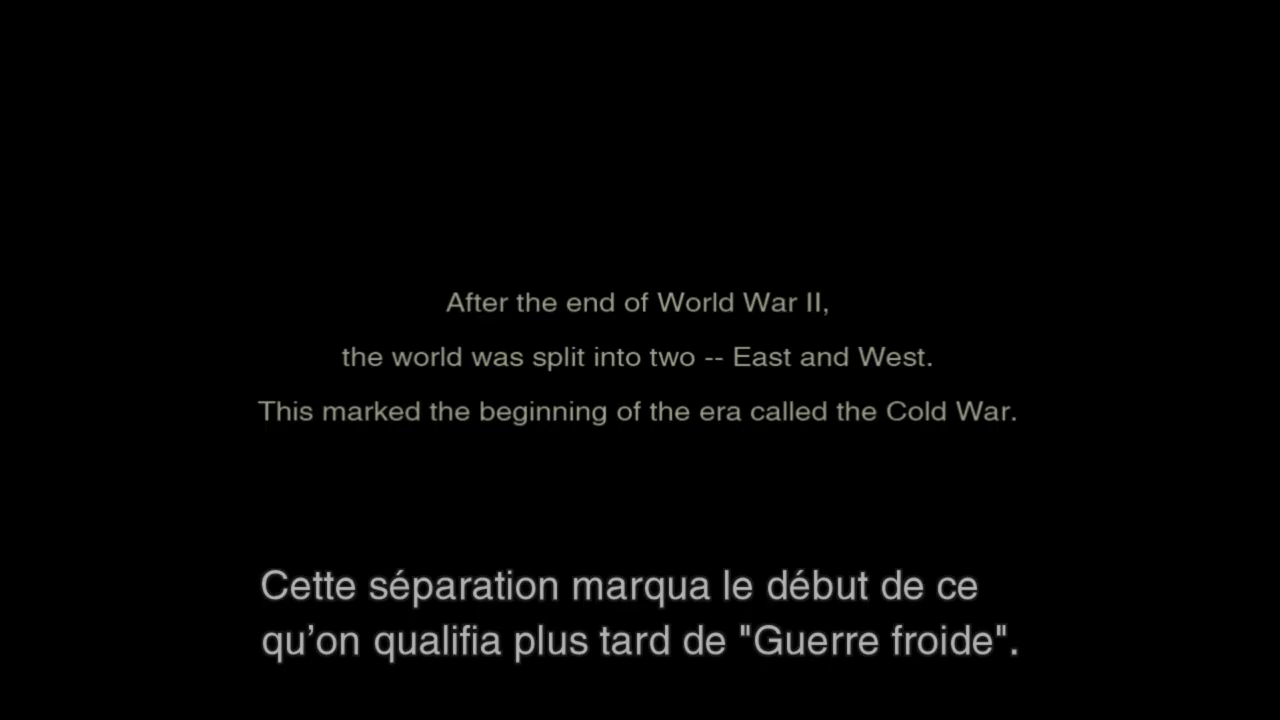 After the end of World War II,
the world was split into two -- East and West.
This marked the beginning of the era called the Cold War.
Cette séparation marqua le début de ce
qu’on qualifia plus tard de "Guerre froide".